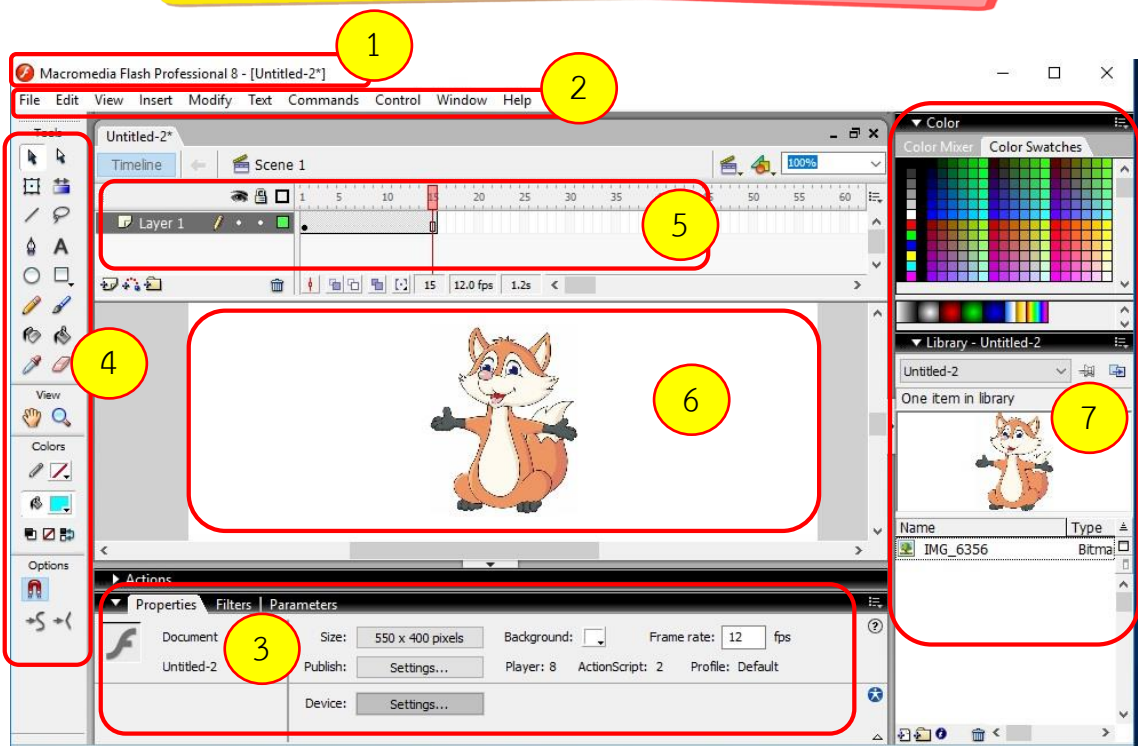 1
Macromedia Flash Professional 8 - [Untitled-2*]
2
File Edit View Insert Modify Text Commands Control Window Help
Tools
Untitled-2*
Color
Color Mixer Color Swatches
Timeline Scene 1 100%
1 5 10 15 20 25 30 35 50 55 60
Layer 1
5
15 12.0 fps 1.2s
4
6
View
Colors
Options
Library - Untitled-2
Untitled-2
One item in library
7
Name Type
IMG_6356 Bitma
Actions
Properties Filters Parameters
3
Document Size: 550 x 400 pixels Background: Frame rate: 12 fps
Untitled-2 Publish: Settings... Player: 8 ActionScript: 2 Profile: Default
Device: Settings...